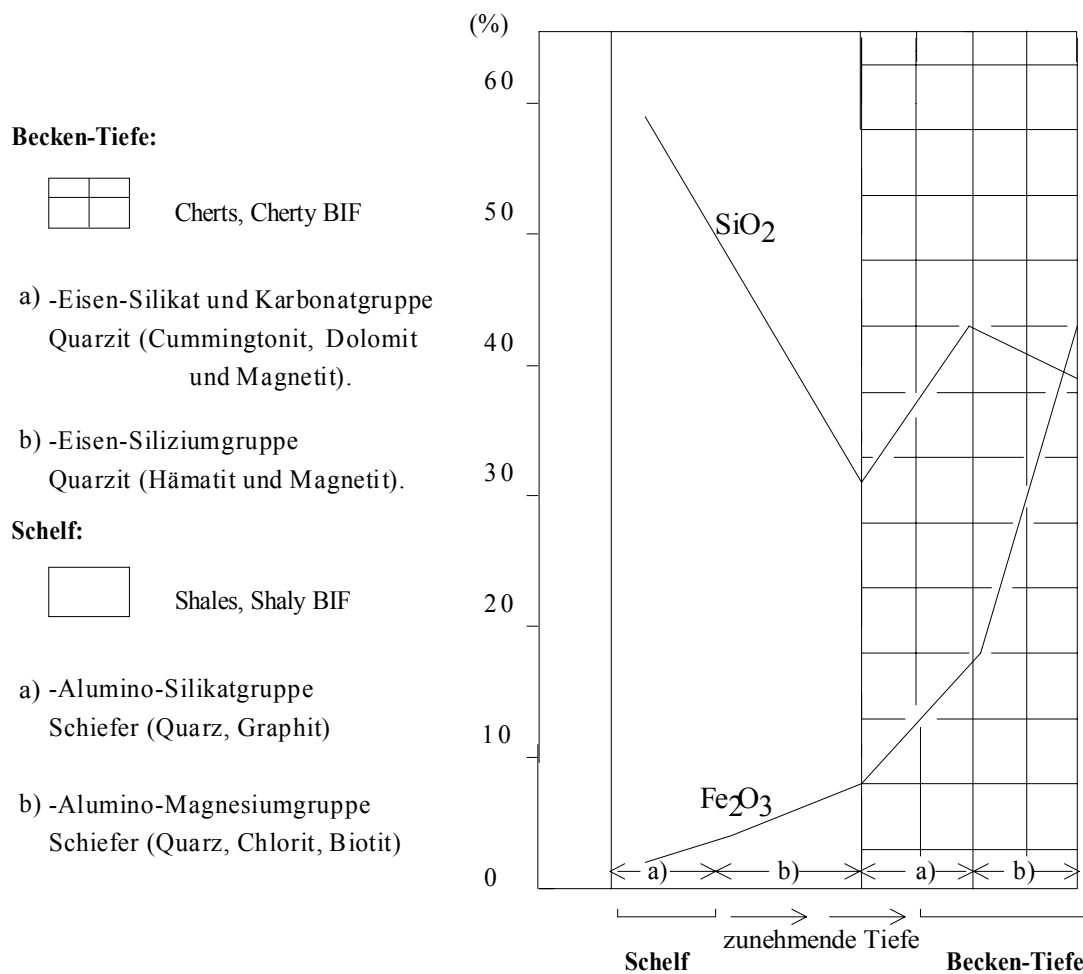 Becken-Tiefe:
Cherts, Cherty BIF
a) -Eisen-Silikat und Karbonatgruppe
Quarzit (Cummingtonit, Dolomit
und Magnetit).
b) -Eisen-Siliziumgruppe
Quarzit (Hämatit und Magnetit).
Schelf:
Shales, Shaly BIF
a) -Alumino-Silikatgruppe
Schiefer (Quarz, Graphit)
b) -Alumino-Magnesiumgruppe
Schiefer (Quarz, Chlorit, Biotit)
(%)
60
50
40
30
20
10
0
SiO2
Fe2O3
a) b) a) b)
zunehmende Tiefe
Schelf Becken-Tiefe